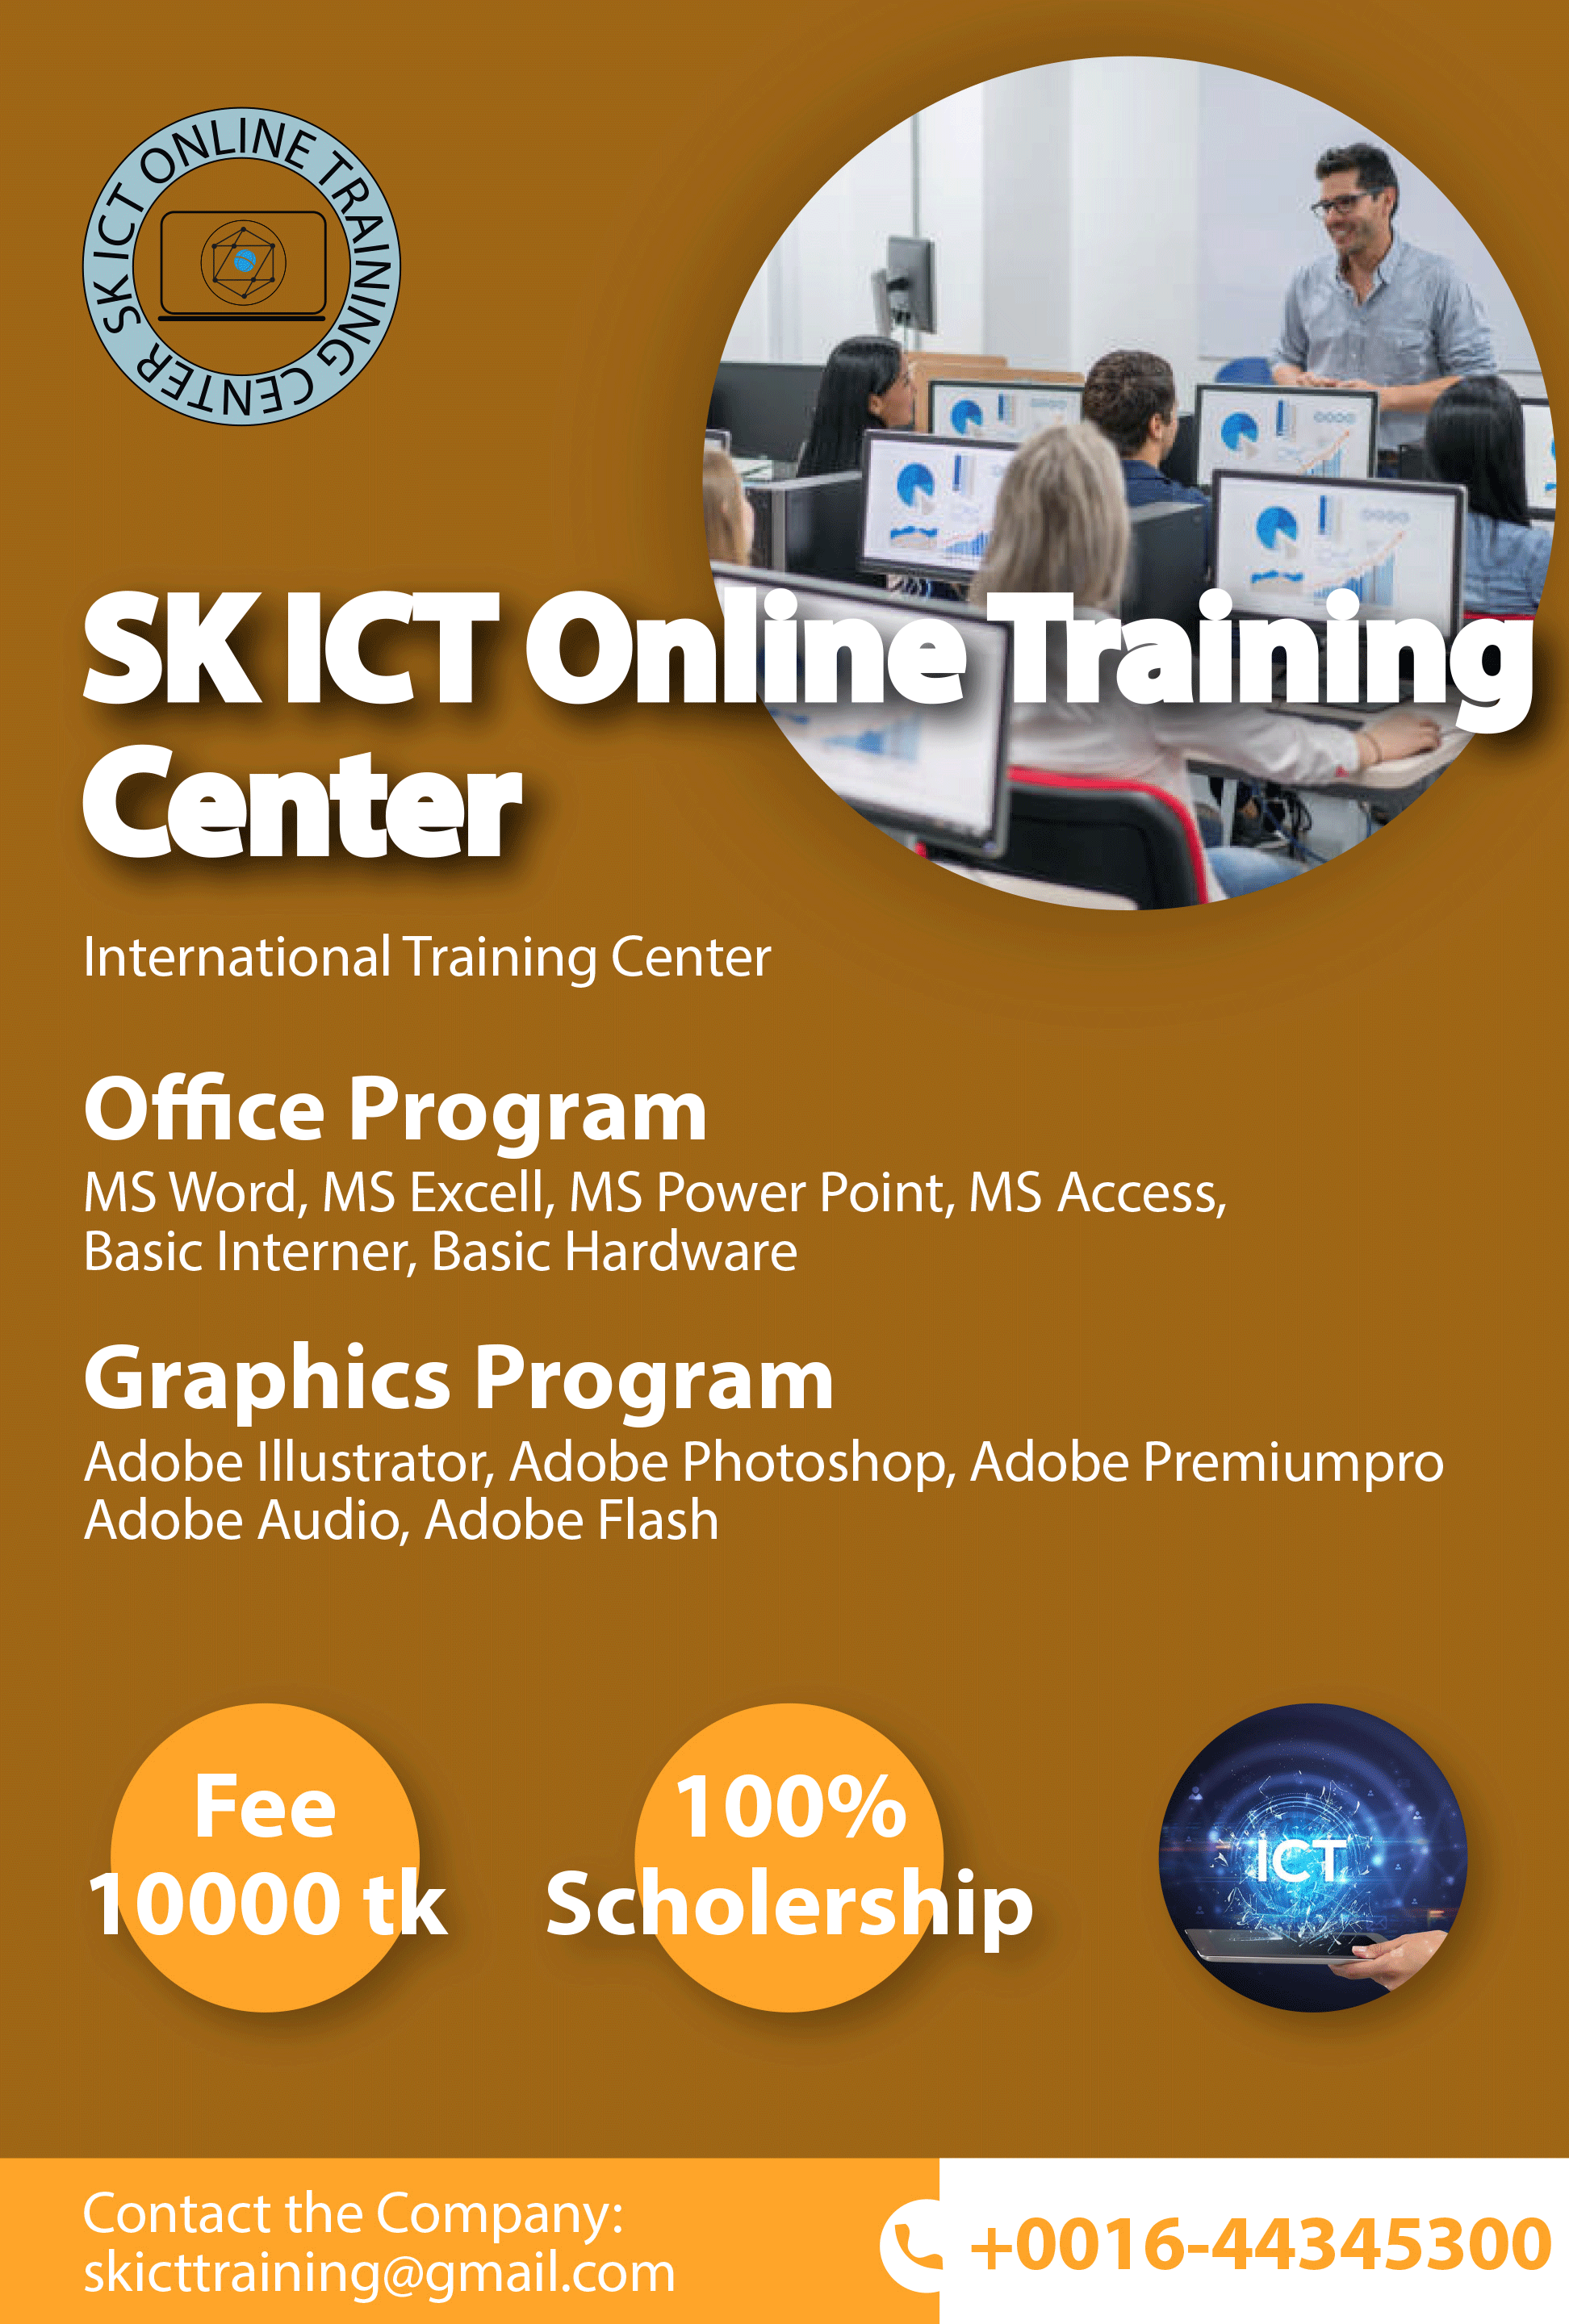 SK ICT ONLINE TRAINING CENTER
SK ICT Online Training
Center
International Training Center
Office Program
MS Word, MS Excell, MS Power Point, MS Access,
Basic Interner, Basic Hardware
Graphics Program
Adobe Illustrator, Adobe Photoshop, Adobe Premiumpro
Adobe Audio, Adobe Flash
Fee
10000 tk
100%
Scholership
ICT
Contact the Company:
skicttraining@gmail.com
+0016-44345300